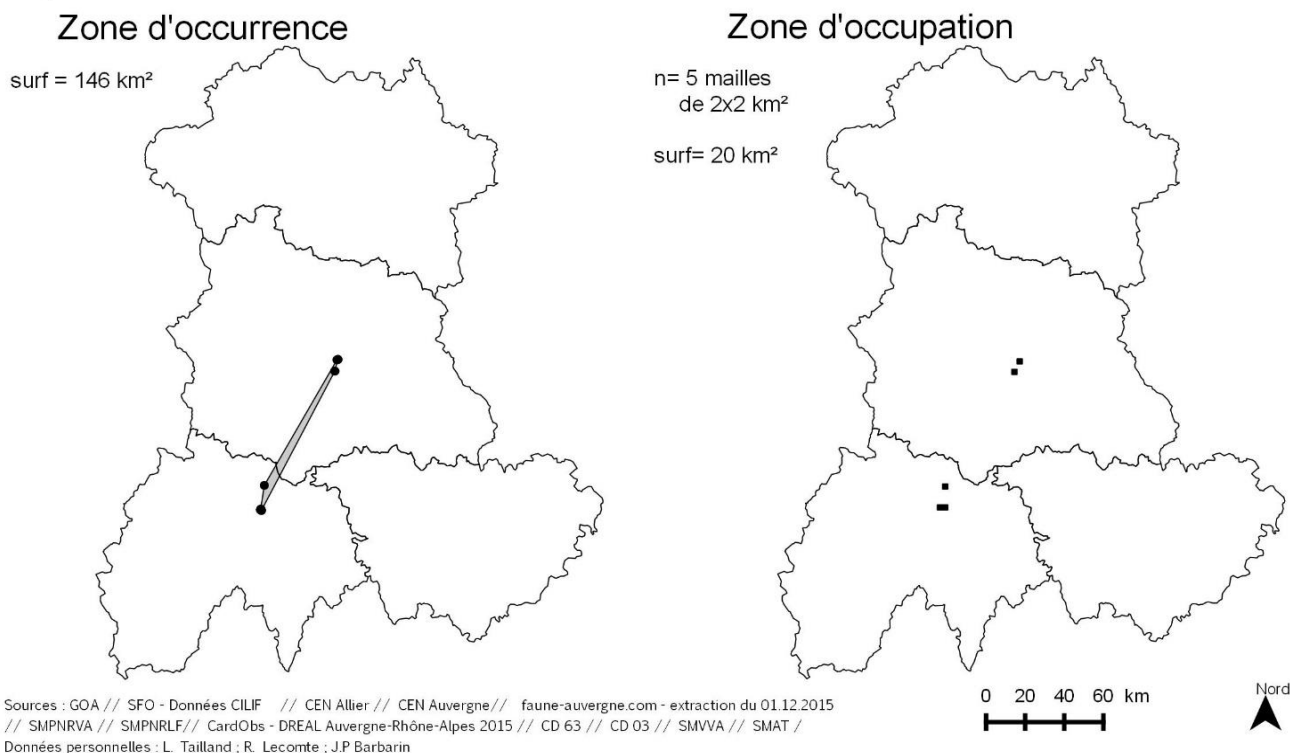 Zone d'occurrence
surf = 146 km²
Zone d'occupation
n= 5 mailles
de 2x2 km²
surf= 20 km²
Sources : GOA // SFO - Données CILIF // CEN Allier // CEN Auvergne// faune-auvergne.com - extraction du 01.12.2015
// SMPNRVA // SMPNRLF// CardObs - DREAL Auvergne-Rhône-Alpes 2015 // CD 63 // CD 03 // SMVVA // SMAT /
Données personnelles : L. Tailland ; R. Lecomte ; J.P Barbarin
0 20 40 60 km
Nord